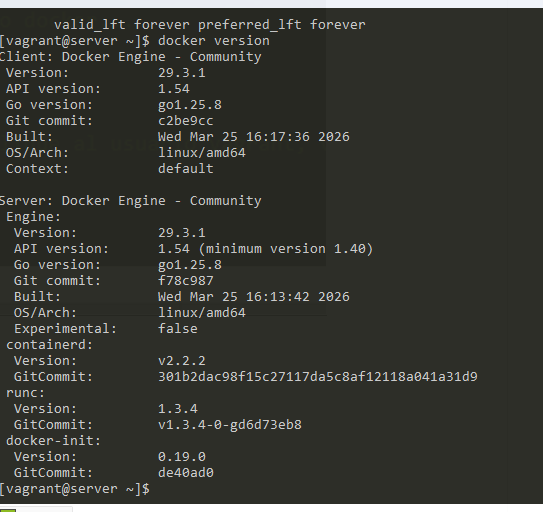 valid_lft forever preferred_lft forever
[vagrant@server ~]$ docker version
Client: Docker Engine - Community
 Version:           29.3.1
 API version:       1.54
 Go version:        go1.25.8
 Git commit:        c2be9cc
 Built:             Wed Mar 25 16:17:36 2026
 OS/Arch:           linux/amd64
 Context:           default

Server: Docker Engine - Community
 Engine:
  Version:          29.3.1
  API version:      1.54 (minimum version 1.40)
  Go version:       go1.25.8
  Git commit:       f78c987
  Built:            Wed Mar 25 16:13:42 2026
  OS/Arch:          linux/amd64
  Experimental:     false
 containerd:
  Version:          v2.2.2
  GitCommit:        301b2dac98f15c27117da5c8af12118a041a31d9
 runc:
  Version:          1.3.4
  GitCommit:        v1.3.4-0-gd6d73eb8
 docker-init:
  Version:          0.19.0
  GitCommit:        de40ad0
[vagrant@server ~]$